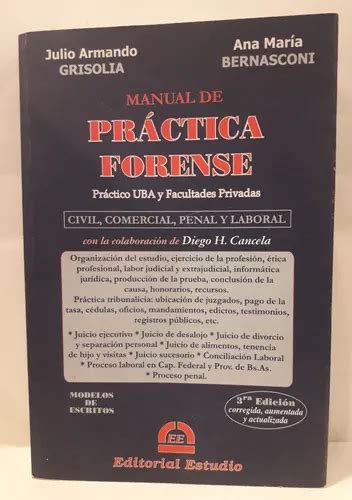 Julio Armando
GRISOLIA
Ana María
BERNASCONI
MANUAL DE
PRÁCTICA
FORENSE
Práctico UBA y Facultades Privadas
CIVIL, COMERCIAL, PENAL Y LABORAL
con la colaboración de Diego H. Cancela
Organización del estudio, ejercicio de la profesión, ética
profesional, labor judicial y extrajudicial, informática
jurídica, producción de la prueba, conclusión de la
causa, honorarios, recursos.
Práctica tribunalicia: ubicación de juzgados, pago de la
tasa, cédulas, oficios, mandamientos, edictos, testimonios,
registros públicos, etc.
* Juicio ejecutivo * Juicio de desalojo * Juicio de divorcio
y separación personal * Juicio de alimentos, tenencia
de hijo y visitas * Juicio sucesorio * Conciliación Laboral
* Proceso laboral en Cap. Federal y Prov. de Bs.As.
* Proceso penal.
MODELOS
DE
ESCRITOS
3ra Edición
corregida, aumentada
y actualizada
EE
Editorial Estudio